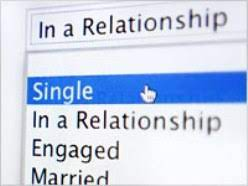 In a Relationship
Single
In a Relationship
Engaged
Married